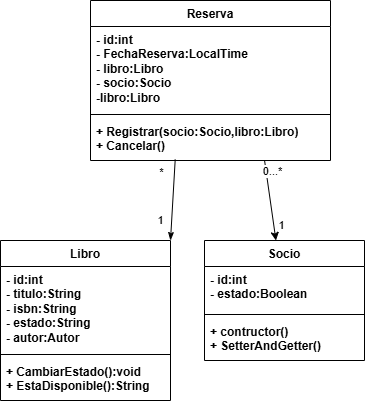 Reserva
- id:int
- FechaReserva:LocalTime
- libro:Libro
- socio:Socio
-libro:Libro
+ Registrar(socio:Socio,libro:Libro)
+ Cancelar()
* 0...*
1 1
Libro
- id:int
- titulo:String
- isbn:String
- estado:String
- autor:Autor
+ CambiarEstado():void
+ EstaDisponible():String
Socio
- id:int
- estado:Boolean
+ contructor()
+ SetterAndGetter()